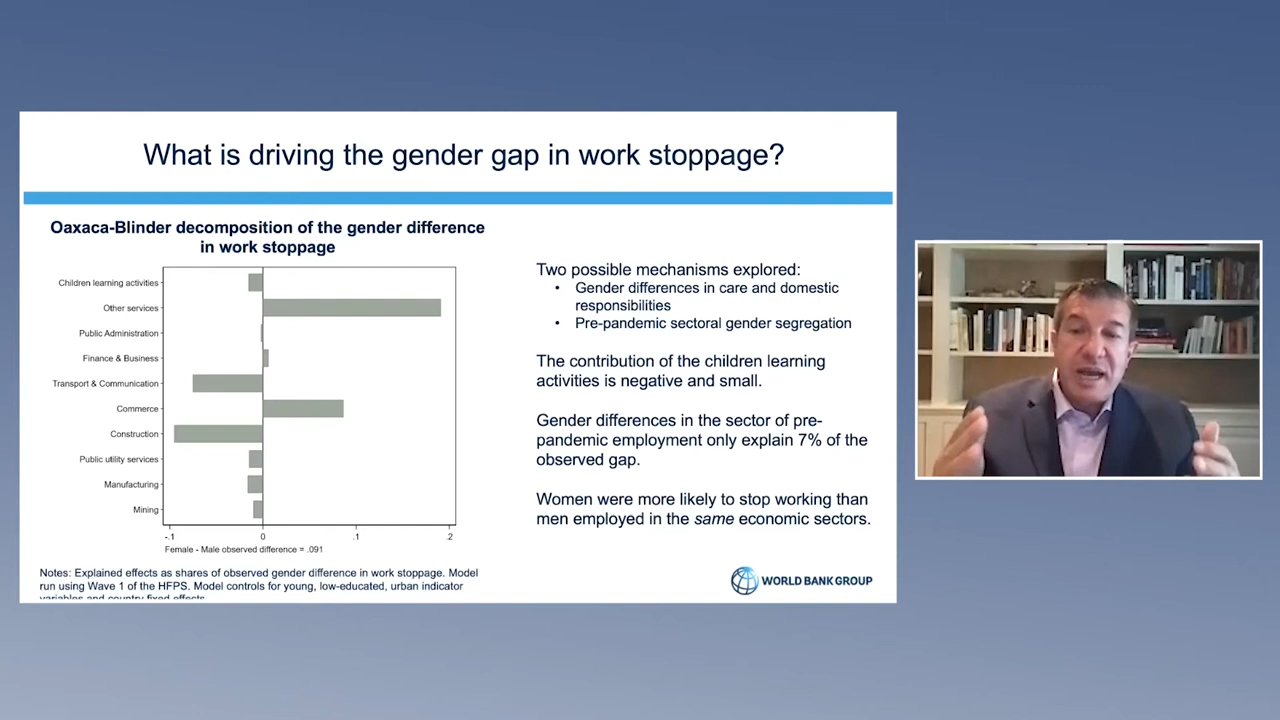 What is driving the gender gap in work stoppage?
Oaxaca-Blinder decomposition of the gender difference
in work stoppage
Children learning activities
Other services
Public Administration
Finance & Business
Transport & Communication
Commerce
Construction
Public utility services
Manufacturing
Mining
-.1 0 .1 .2
Female - Male observed difference = .091
Notes: Explained effects as shares of observed gender difference in work stoppage. Model
run using Wave 1 of the HFPS. Model controls for young, low-educated, urban indicator
variables and country fixed effects
Two possible mechanisms explored:
• Gender differences in care and domestic
responsibilities
• Pre-pandemic sectoral gender segregation
The contribution of the children learning
activities is negative and small.
Gender differences in the sector of pre-
pandemic employment only explain 7% of the
observed gap.
Women were more likely to stop working than
men employed in the same economic sectors.
WORLD BANK GROUP